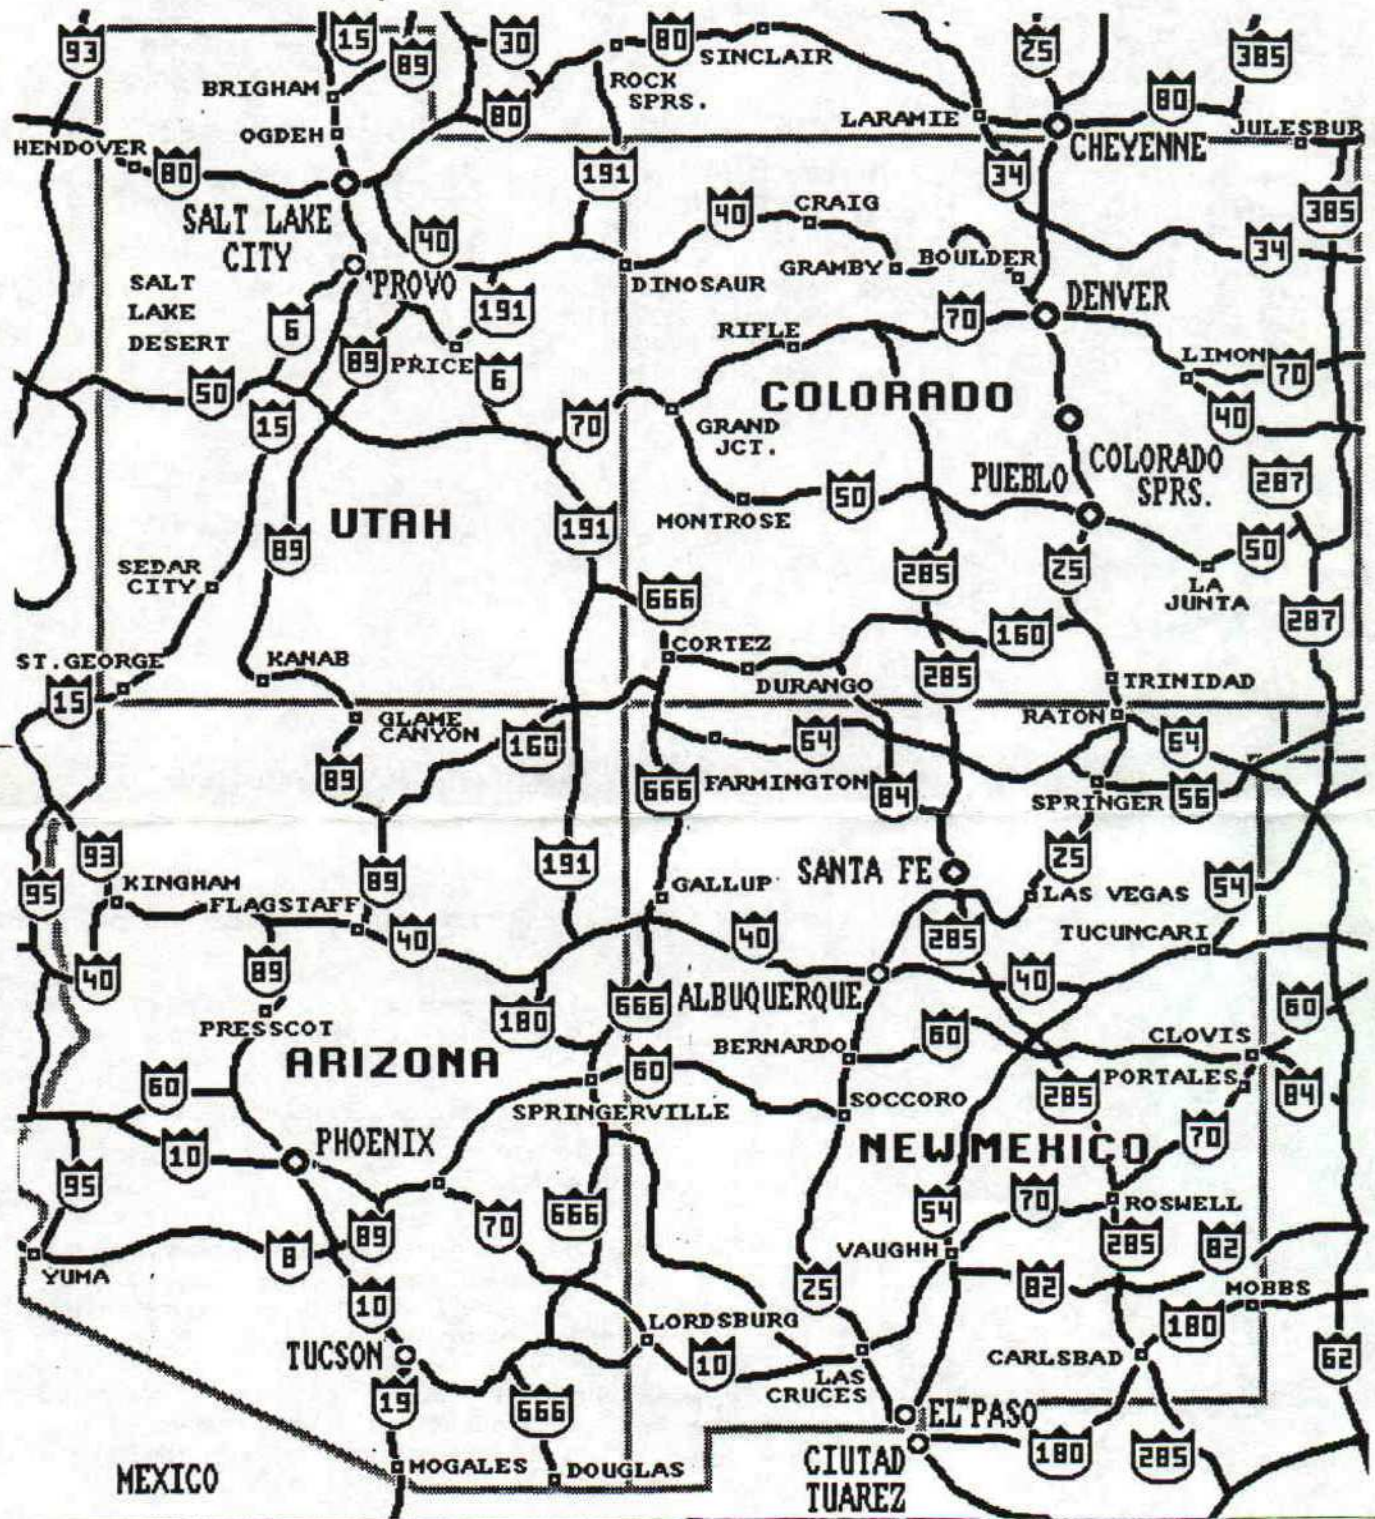 93
15
89
30
80
SINCLAIR
25
385
BRIGHAM
ROCK
SPRS.
80
80
OGDEH
LARAMIE
CHEYENNE
JULESBUR
HENDOVER
80
191
34
385
SALT LAKE
CITY
40
40
CRAIG
34
PROVO
DINOSAUR
GRAMBY
BOULDER
SALT
LAKE
DESERT
6
191
DENVER
89
PRICE
6
RIFLE
70
LIMON
70
50
15
70
COLORADO
40
GRAND
JCT.
COLORADO
SPRS.
PUEBLO
287
UTAH
191
MONTROSE
50
50
89
SEDAR
CITY
666
285
25
LA
JUNTA
287
ST.GEORGE
15
KANAB
CORTEZ
DURANGO
160
285
TRINIDAD
GLAME
CANYON
160
64
RATON
64
89
666
FARMINGTON
84
SPRINGER
56
93
95
KINGHAM
FLAGSTAFF
89
191
GALLUP
SANTA FE
25
LAS VEGAS
54
40
40
285
TUCUNCARI
40
89
PRESSCOT
180
666
ALBUQUERQUE
40
60
ARIZONA
60
BERNARDO
60
CLOVIS
60
SPRINGERVILLE
SOCCORO
285
PORTALES
84
10
PHOENIX
NEW MEXICO
70
95
89
70
666
54
70
ROSWELL
YUMA
8
VAUGHH
285
82
10
25
82
MOBBS
TUCSON
LORDSBURG
180
19
666
10
LAS
CRUCES
CARLSBAD
62
EL PASO
MEXICO
MOGALES
DOUGLAS
CIUTAD
TUAREZ
180
285